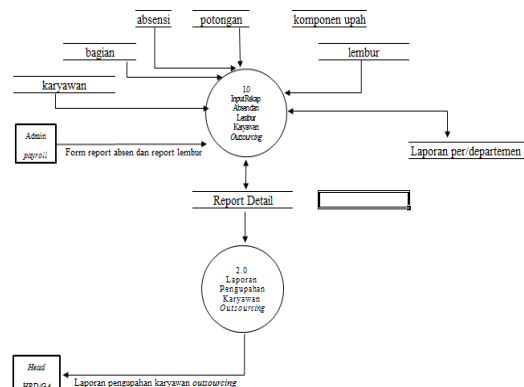 absensi
potongan
komponen upah
bagian
lembur
karyawan
1.0
Input Rekap
Absen dan
Lembur
Karyawan
Outsourcing
Admin
payroll
Form report absen dan report lembur
Laporan per/departemen
Report Detail
2.0
Laporan
Pengupahan
Karyawan
Outsourcing
Head
HRD/GA
Laporan pengupahan karyawan outsourcing